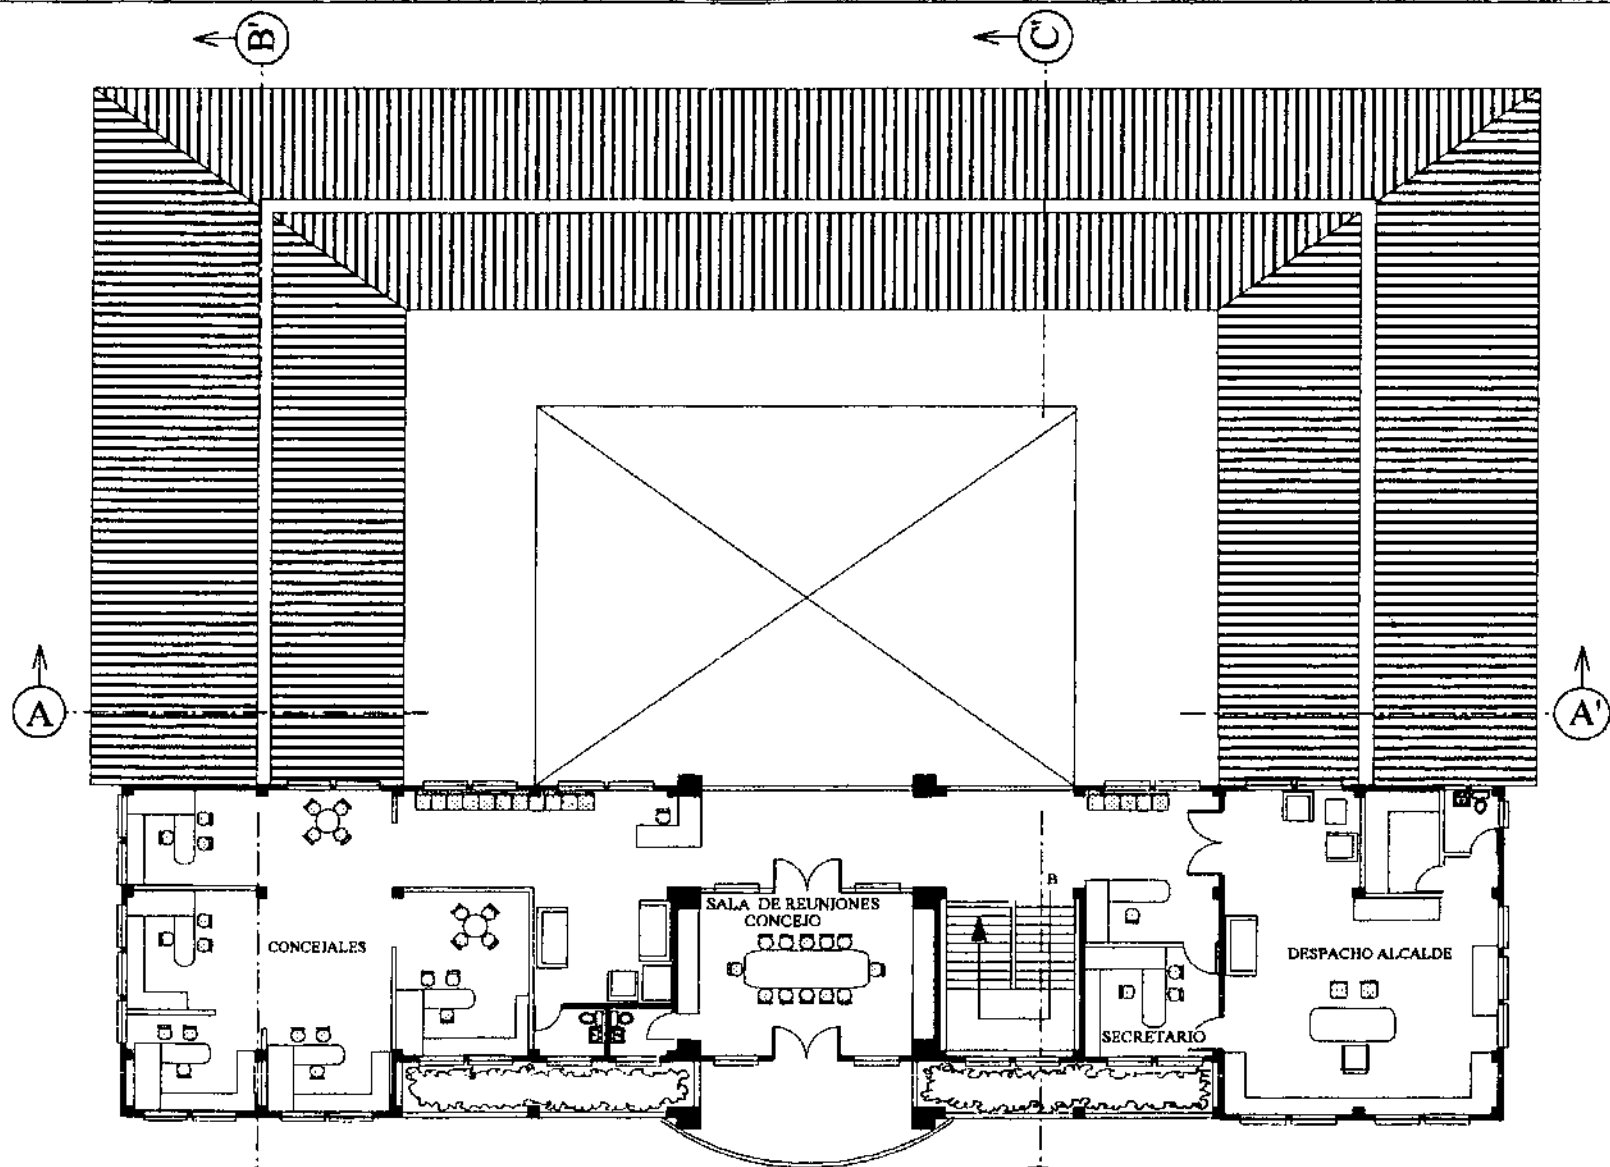 B'
C'
A
A'
B
SALA DE REUNIONES
CONCEJO
CONCEJALES
DESPACHO ALCALDE
SECRETARIO